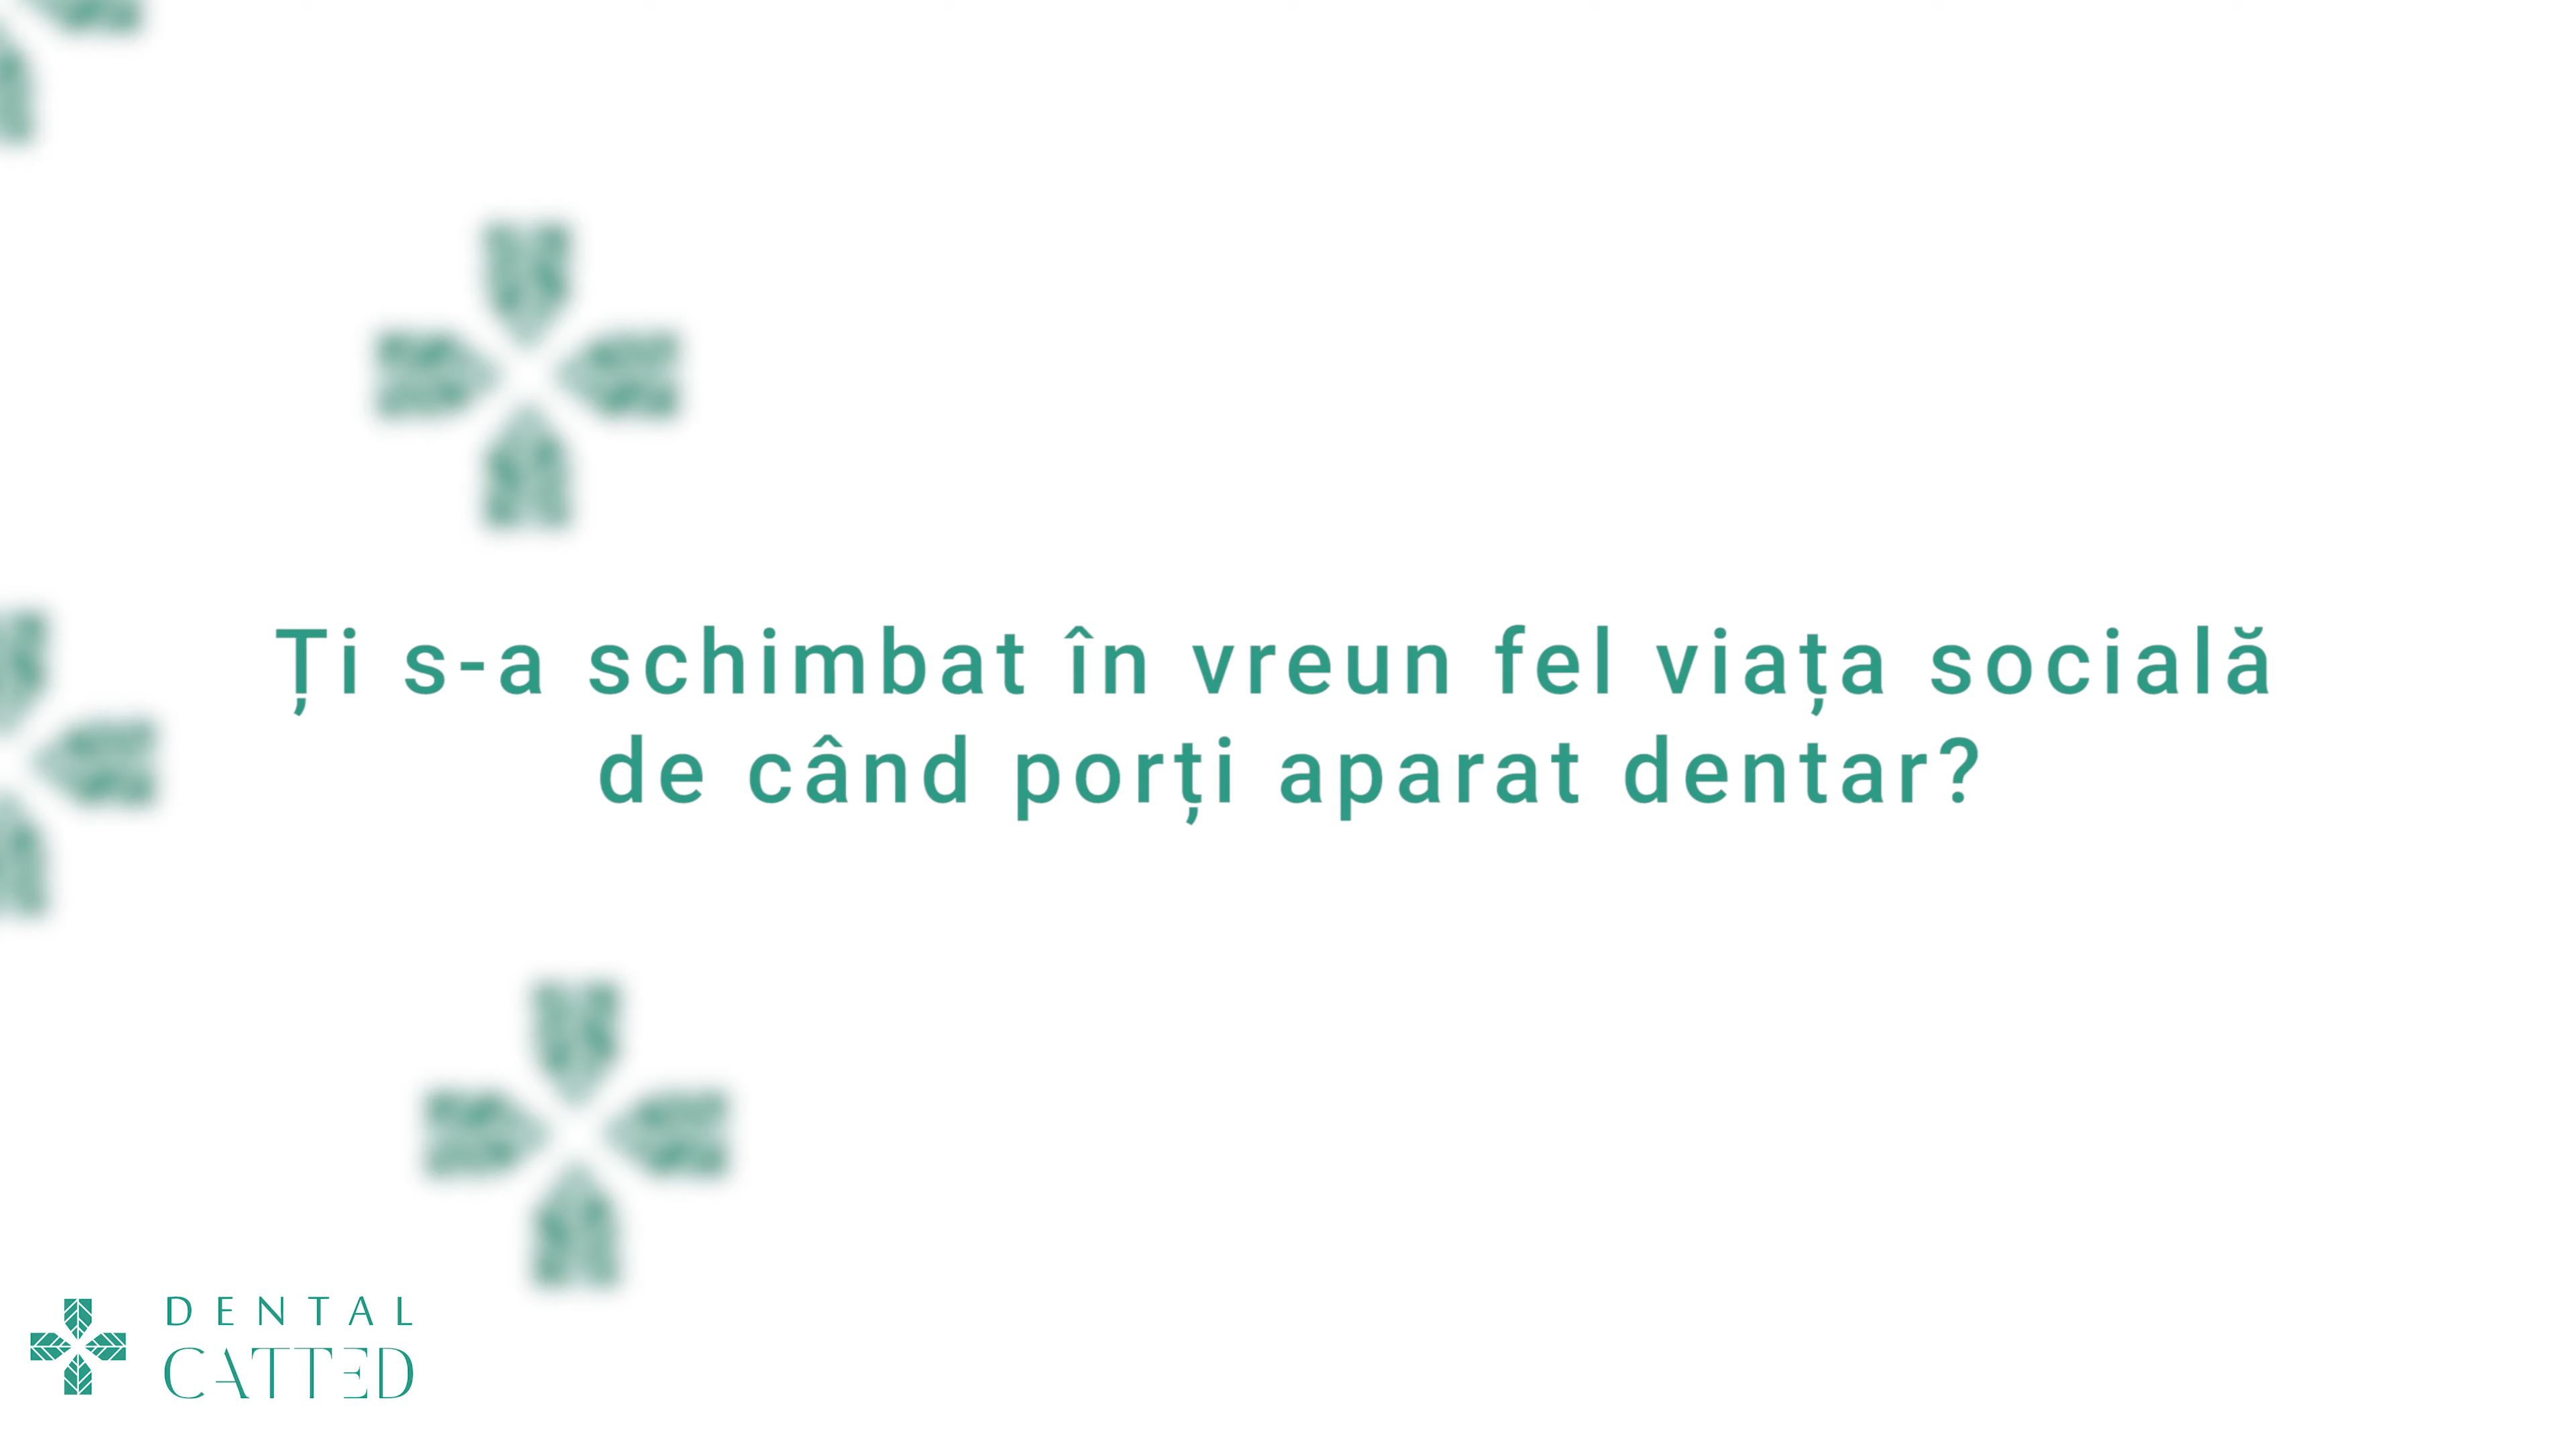 Ți s-a schimbat în vreun fel viața socială
de când porți aparat dentar?
DENTAL
CATTED